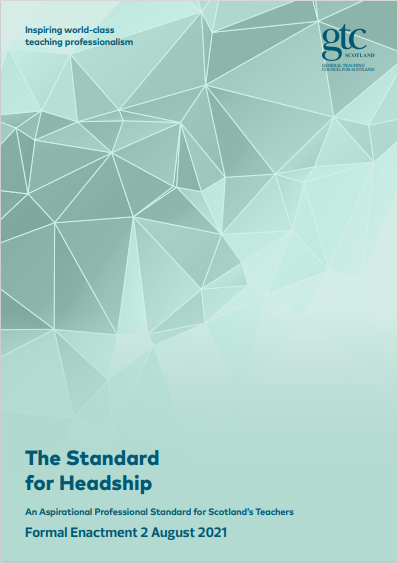 Inspiring world-class
teaching professionalism
gtc
SCOTLAND
GENERAL TEACHING
COUNCIL FOR SCOTLAND
The Standard
for Headship
An Aspirational Professional Standard for Scotland's Teachers
Formal Enactment 2 August 2021